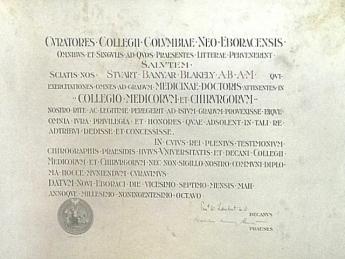 CVRATORES · COLLEGII · COLVMBIAE · NEO · EBORACENSIS ·
OMNIBVS · ET · SINGVLIS · AD · QVOS · PRAESENTES · LITTERAE · PERVENERINT ·
SALVTEM ·
SCIATIS · NOS · STVART · BANYAR · BLAKELY · A.B. A.M · QVI ·
EXERCITATIONES · OMNES · AD · GRADVM · MEDICINAE · DOCTORIS · ATTINENTES · IN ·
COLLEGIO · MEDICORVM · ET · CHIRVRGORVM ·
NOSTRO · RITE · AC · LEGITIME · PEREGERIT · AD · ISTVM · GRADVM · PROVEXISSE · EIQVE ·
OMNIA · IVRA · PRIVILEGIA · ET · HONORES · QVAE · ADSOLENT · IN · TALI · RE ·
ADTRIBVI · DEDISSE · ET · CONCESSISSE ·
IN · CVIVS · REI · PLENIVS · TESTIMONIVM ·
CHIROGRAPHIS · PRAESIDIS · HVIVS · VNIVERSITATIS · ET · DECANI · COLLEGII ·
MEDICORVM · ET · CHIRVRGORVM · NEC · NON · SIGILLO · NOSTRO · COMMVNI · DIPLO
MA · HOCCE · MVNIENDVM · CVRAVIMVS ·
DATVM · NOVI · EBORACI · DIE · VICESIMO · SEPTIMO · MENSIS · MAII ·
ANNOQVE · MILLESIMO · NONINGENTESIMO · OCTAVO ·
DECANVS
PRAESES